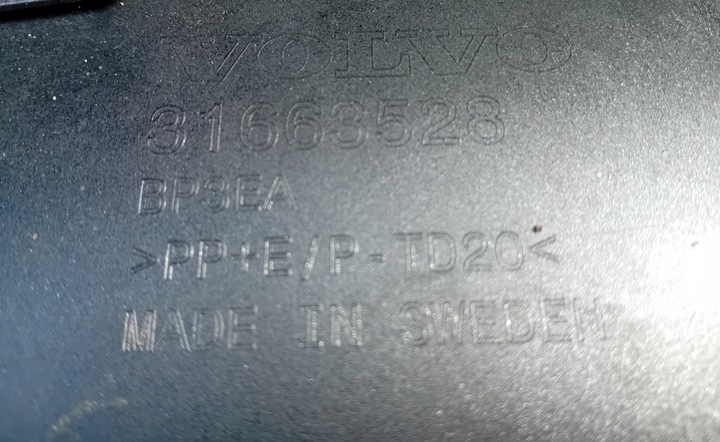 VOLVO
31663528
BP3EA
>PP+E/P-TD20<
MADE IN SWEDEN